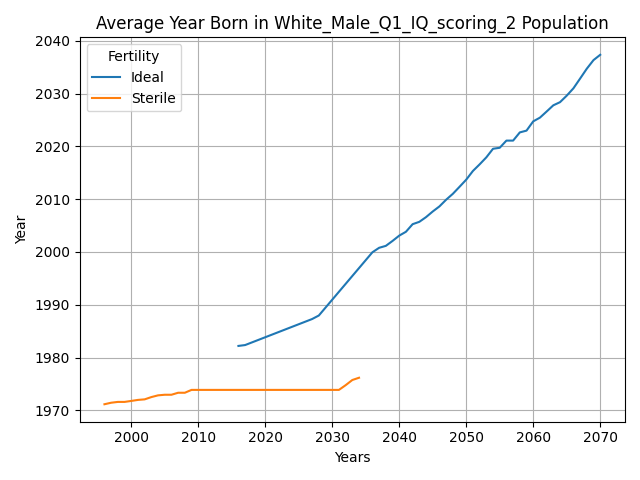 Average Year Born in White_Male_Q1_IQ_scoring_2 Population
2040
2030
2020
2010
2000
1990
1980
1970
Year
Fertility
Ideal
Sterile
2000
2010
2020
2030
2040
2050
2060
2070
Years